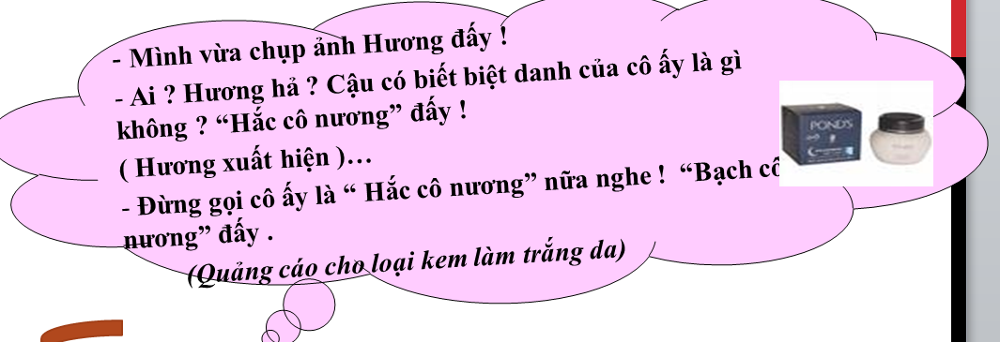 - Mình vừa chụp ảnh Hương đấy !
- Ai ? Hương hả ? Cậu có biết biệt danh của cô ấy là gì
không ? “Hắc cô nương” đấy !
( Hương xuất hiện )…
- Đừng gọi cô ấy là “ Hắc cô nương” nữa nghe ! “Bạch cô
nương” đấy .
(Quảng cáo cho loại kem làm trắng da)
POND'S